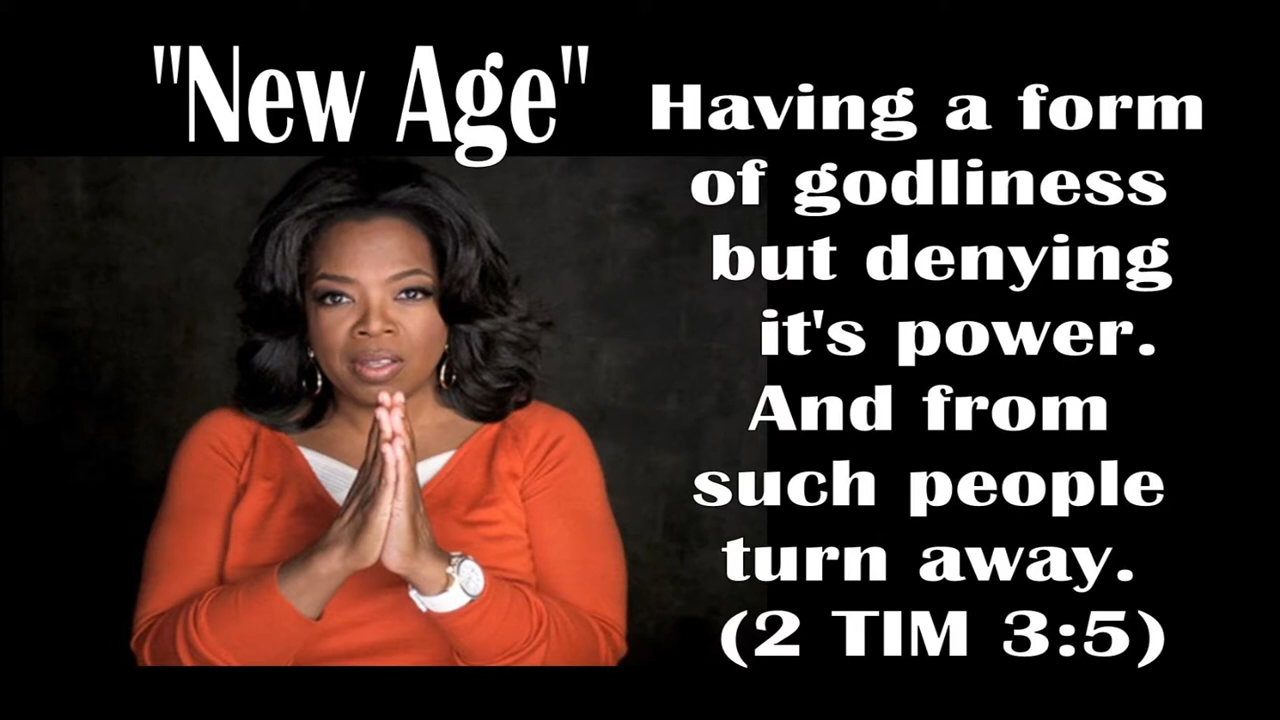 "New Age"
Having a form
of godliness
but denying
it's power.
And from
such people
turn away.
(2 TIM 3:5)